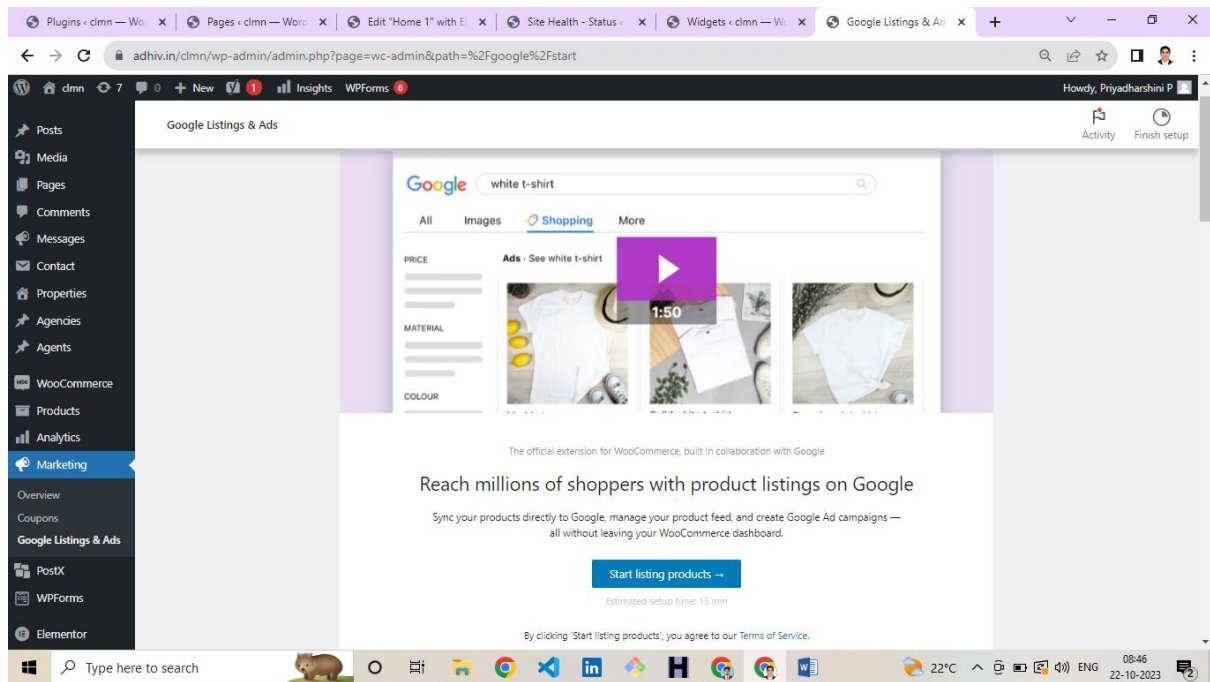 Plugins ‹ clmn — Wor
Pages ‹ clmn — Word
Edit "Home 1" with El
Site Health - Status ‹
Widgets ‹ clmn — Wo
Google Listings & Ad
adhiv.in/clmn/wp-admin/admin.php?page=wc-admin&path=%2Fgoogle%2Fstart
clmn 7 0 + New 1 Insights WPForms 6
Howdy, Priyadharshini P
Google Listings & Ads
Activity
Finish setup
Posts
Media
Pages
Comments
Messages
Contact
Properties
Agencies
Agents
WooCommerce
Products
Analytics
Marketing
Overview
Coupons
Google Listings & Ads
PostX
WPForms
Elementor
Google white t-shirt
All Images Shopping More
PRICE
MATERIAL
COLOUR
Ads · See white t-shirt
1:50
The official extension for WooCommerce, built in collaboration with Google
Reach millions of shoppers with product listings on Google
Sync your products directly to Google, manage your product feed, and create Google Ad campaigns —
all without leaving your WooCommerce dashboard.
Start listing products →
Estimated setup time: 15 min
By clicking 'Start listing products', you agree to our Terms of Service.
Type here to search
22°C
ENG
08:46
22-10-2023
2